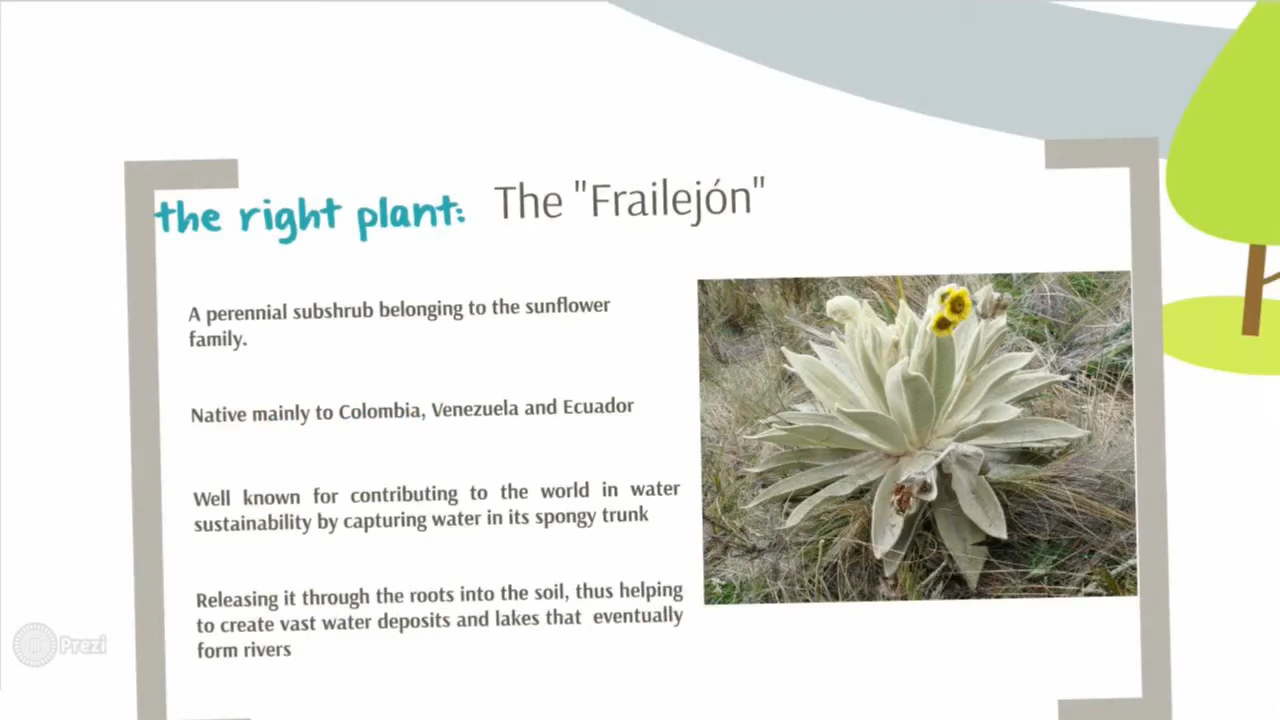 the right plant: The "Frailejón"
A perennial subshrub belonging to the sunflower
family.
Native mainly to Colombia, Venezuela and Ecuador
Well known for contributing to the world in water
sustainability by capturing water in its spongy trunk
Releasing it through the roots into the soil, thus helping
to create vast water deposits and lakes that eventually
form rivers
Prezi